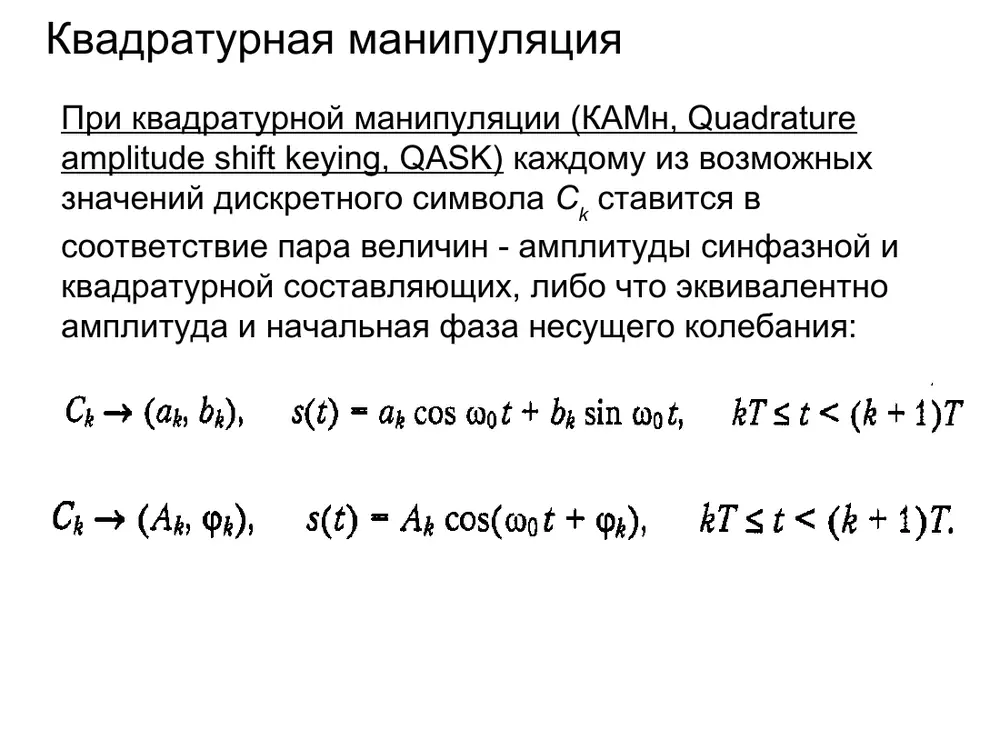 Квадратурная манипуляция
При квадратурной манипуляции (КАМн, Quadrature
amplitude shift keying, QASK) каждому из возможных
значений дискретного символа Cₖ ставится в
соответствие пара величин - амплитуды синфазной и
квадратурной составляющих, либо что эквивалентно
амплитуда и начальная фаза несущего колебания:
Cₖ → (aₖ, bₖ), s(t) = aₖ cos ω₀t + bₖ sin ω₀t, kT ≤ t < (k + 1)T
Cₖ → (Aₖ, φₖ), s(t) = Aₖ cos(ω₀t + φₖ), kT ≤ t < (k + 1)T.